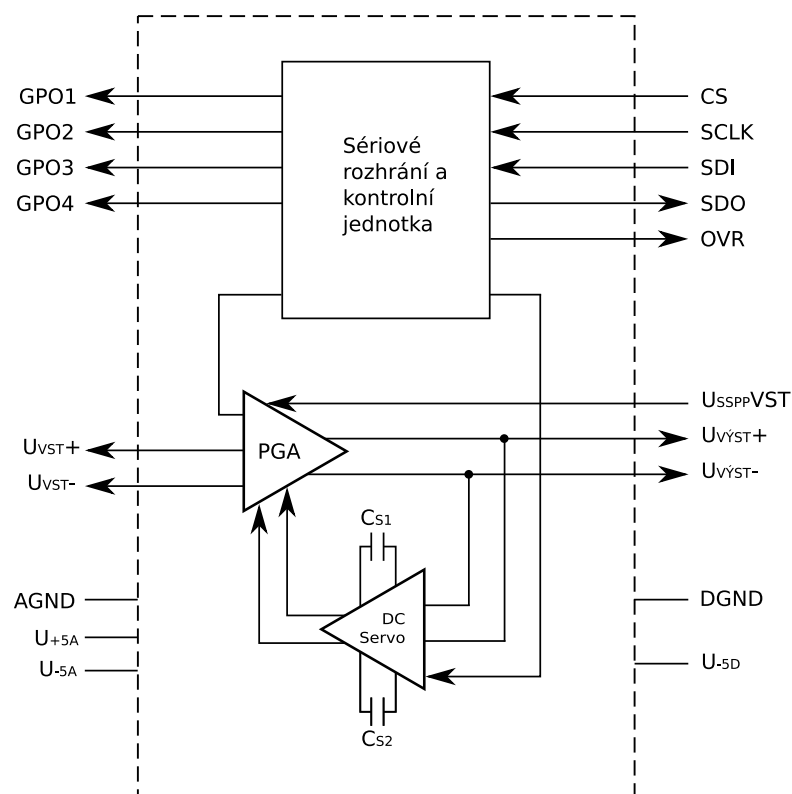 GPO1
GPO2
GPO3
GPO4
Sériové
rozhrání a
kontrolní
jednotka
CS
SCLK
SDI
SDO
OVR
USSPPVST
UVÝST+
UVÝST-
PGA
UVST+
UVST-
CS1
DC
Servo
CS2
AGND
U+5A
U-5A
DGND
U-5D